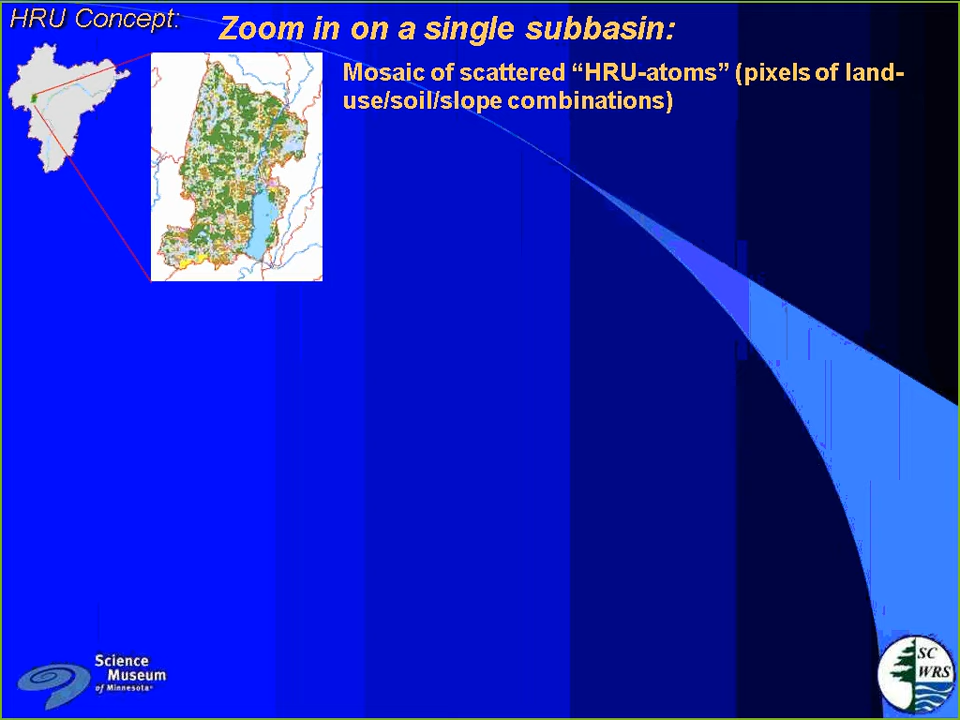 HRU Concept:
Zoom in on a single subbasin:
Mosaic of scattered “HRU-atoms” (pixels of land-
use/soil/slope combinations)
Science
Museum
of Minnesota
SC
WRS